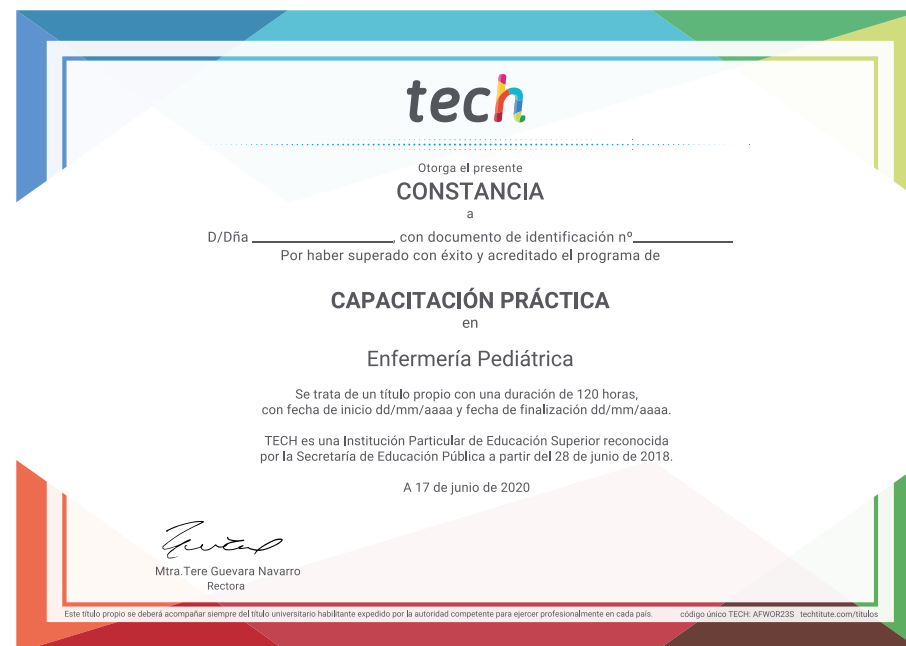 tech
Otorga el presente
CONSTANCIA
a
D/Dña ____________________, con documento de identificación nº______________
Por haber superado con éxito y acreditado el programa de
CAPACITACIÓN PRÁCTICA
en
Enfermería Pediátrica
Se trata de un título propio con una duración de 120 horas,
con fecha de inicio dd/mm/aaaa y fecha de finalización dd/mm/aaaa.
TECH es una Institución Particular de Educación Superior reconocida
por la Secretaría de Educación Pública a partir del 28 de junio de 2018.
A 17 de junio de 2020
Mtra.Tere Guevara Navarro
Rectora
Este título propio se deberá acompañar siempre del título universitario habilitante expedido por la autoridad competente para ejercer profesionalmente en cada país. código único TECH: AFWOR23S techtitute.com/titulos